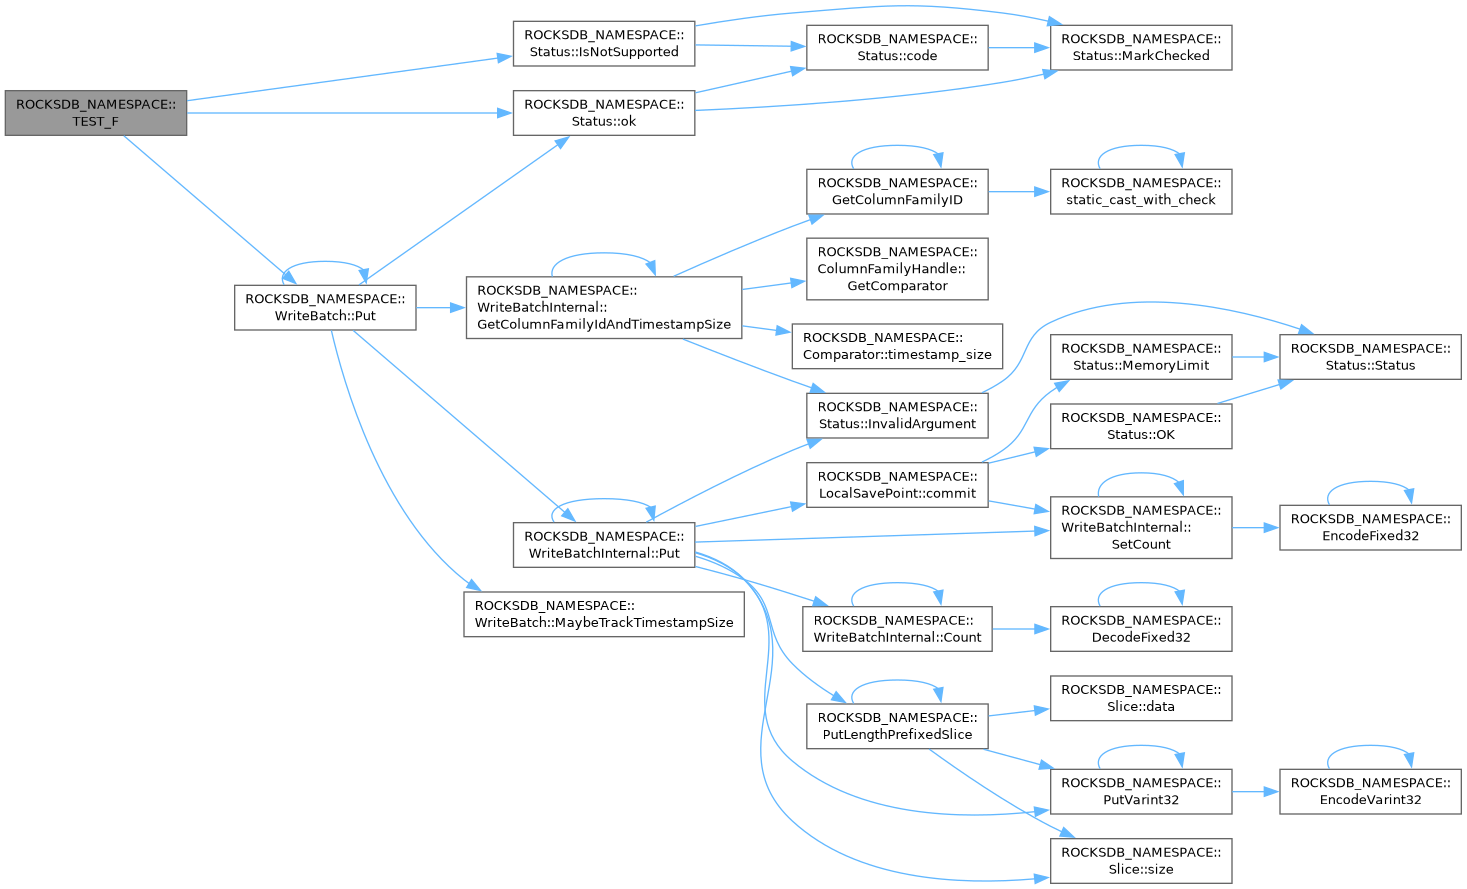 ROCKSDB_NAMESPACE::
TEST_F
ROCKSDB_NAMESPACE::
Status::IsNotSupported
ROCKSDB_NAMESPACE::
Status::code
ROCKSDB_NAMESPACE::
Status::MarkChecked
ROCKSDB_NAMESPACE::
Status::ok
ROCKSDB_NAMESPACE::
WriteBatch::Put
ROCKSDB_NAMESPACE::
WriteBatchInternal::
GetColumnFamilyIdAndTimestampSize
ROCKSDB_NAMESPACE::
GetColumnFamilyID
ROCKSDB_NAMESPACE::
static_cast_with_check
ROCKSDB_NAMESPACE::
ColumnFamilyHandle::
GetComparator
ROCKSDB_NAMESPACE::
Comparator::timestamp_size
ROCKSDB_NAMESPACE::
Status::InvalidArgument
ROCKSDB_NAMESPACE::
Status::MemoryLimit
ROCKSDB_NAMESPACE::
Status::Status
ROCKSDB_NAMESPACE::
Status::OK
ROCKSDB_NAMESPACE::
LocalSavePoint::commit
ROCKSDB_NAMESPACE::
WriteBatchInternal::
SetCount
ROCKSDB_NAMESPACE::
EncodeFixed32
ROCKSDB_NAMESPACE::
WriteBatchInternal::Put
ROCKSDB_NAMESPACE::
WriteBatch::MaybeTrackTimestampSize
ROCKSDB_NAMESPACE::
WriteBatchInternal::Count
ROCKSDB_NAMESPACE::
DecodeFixed32
ROCKSDB_NAMESPACE::
PutLengthPrefixedSlice
ROCKSDB_NAMESPACE::
Slice::data
ROCKSDB_NAMESPACE::
PutVarint32
ROCKSDB_NAMESPACE::
EncodeVarint32
ROCKSDB_NAMESPACE::
Slice::size